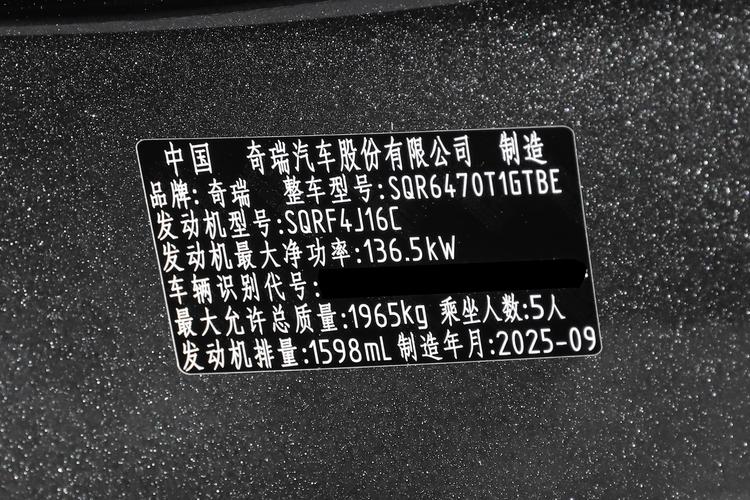 中国 奇瑞汽车股份有限公司 制造
品牌:奇瑞 整车型号:SQR6470T1GTBE
发动机型号:SQRF4J16C
发动机最大净功率:136.5kW
车辆识别代号:
最大允许总质量:1965kg 乘坐人数:5人
发动机排量:1598mL 制造年月:2025-09